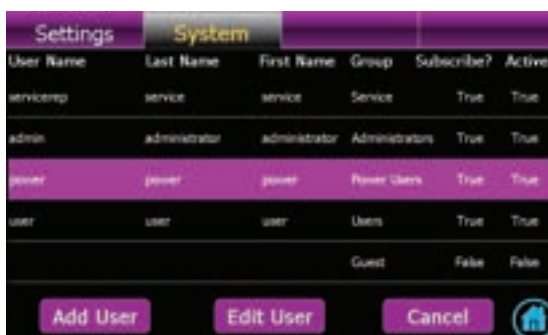 Settings System
User Name Last Name First Name Group Subscribe? Active
servicerep service service Service True True
admin administrator administrator Administrators True True
power power power Power Users True True
user user user Users True True
Guest False False
Add User Edit User Cancel